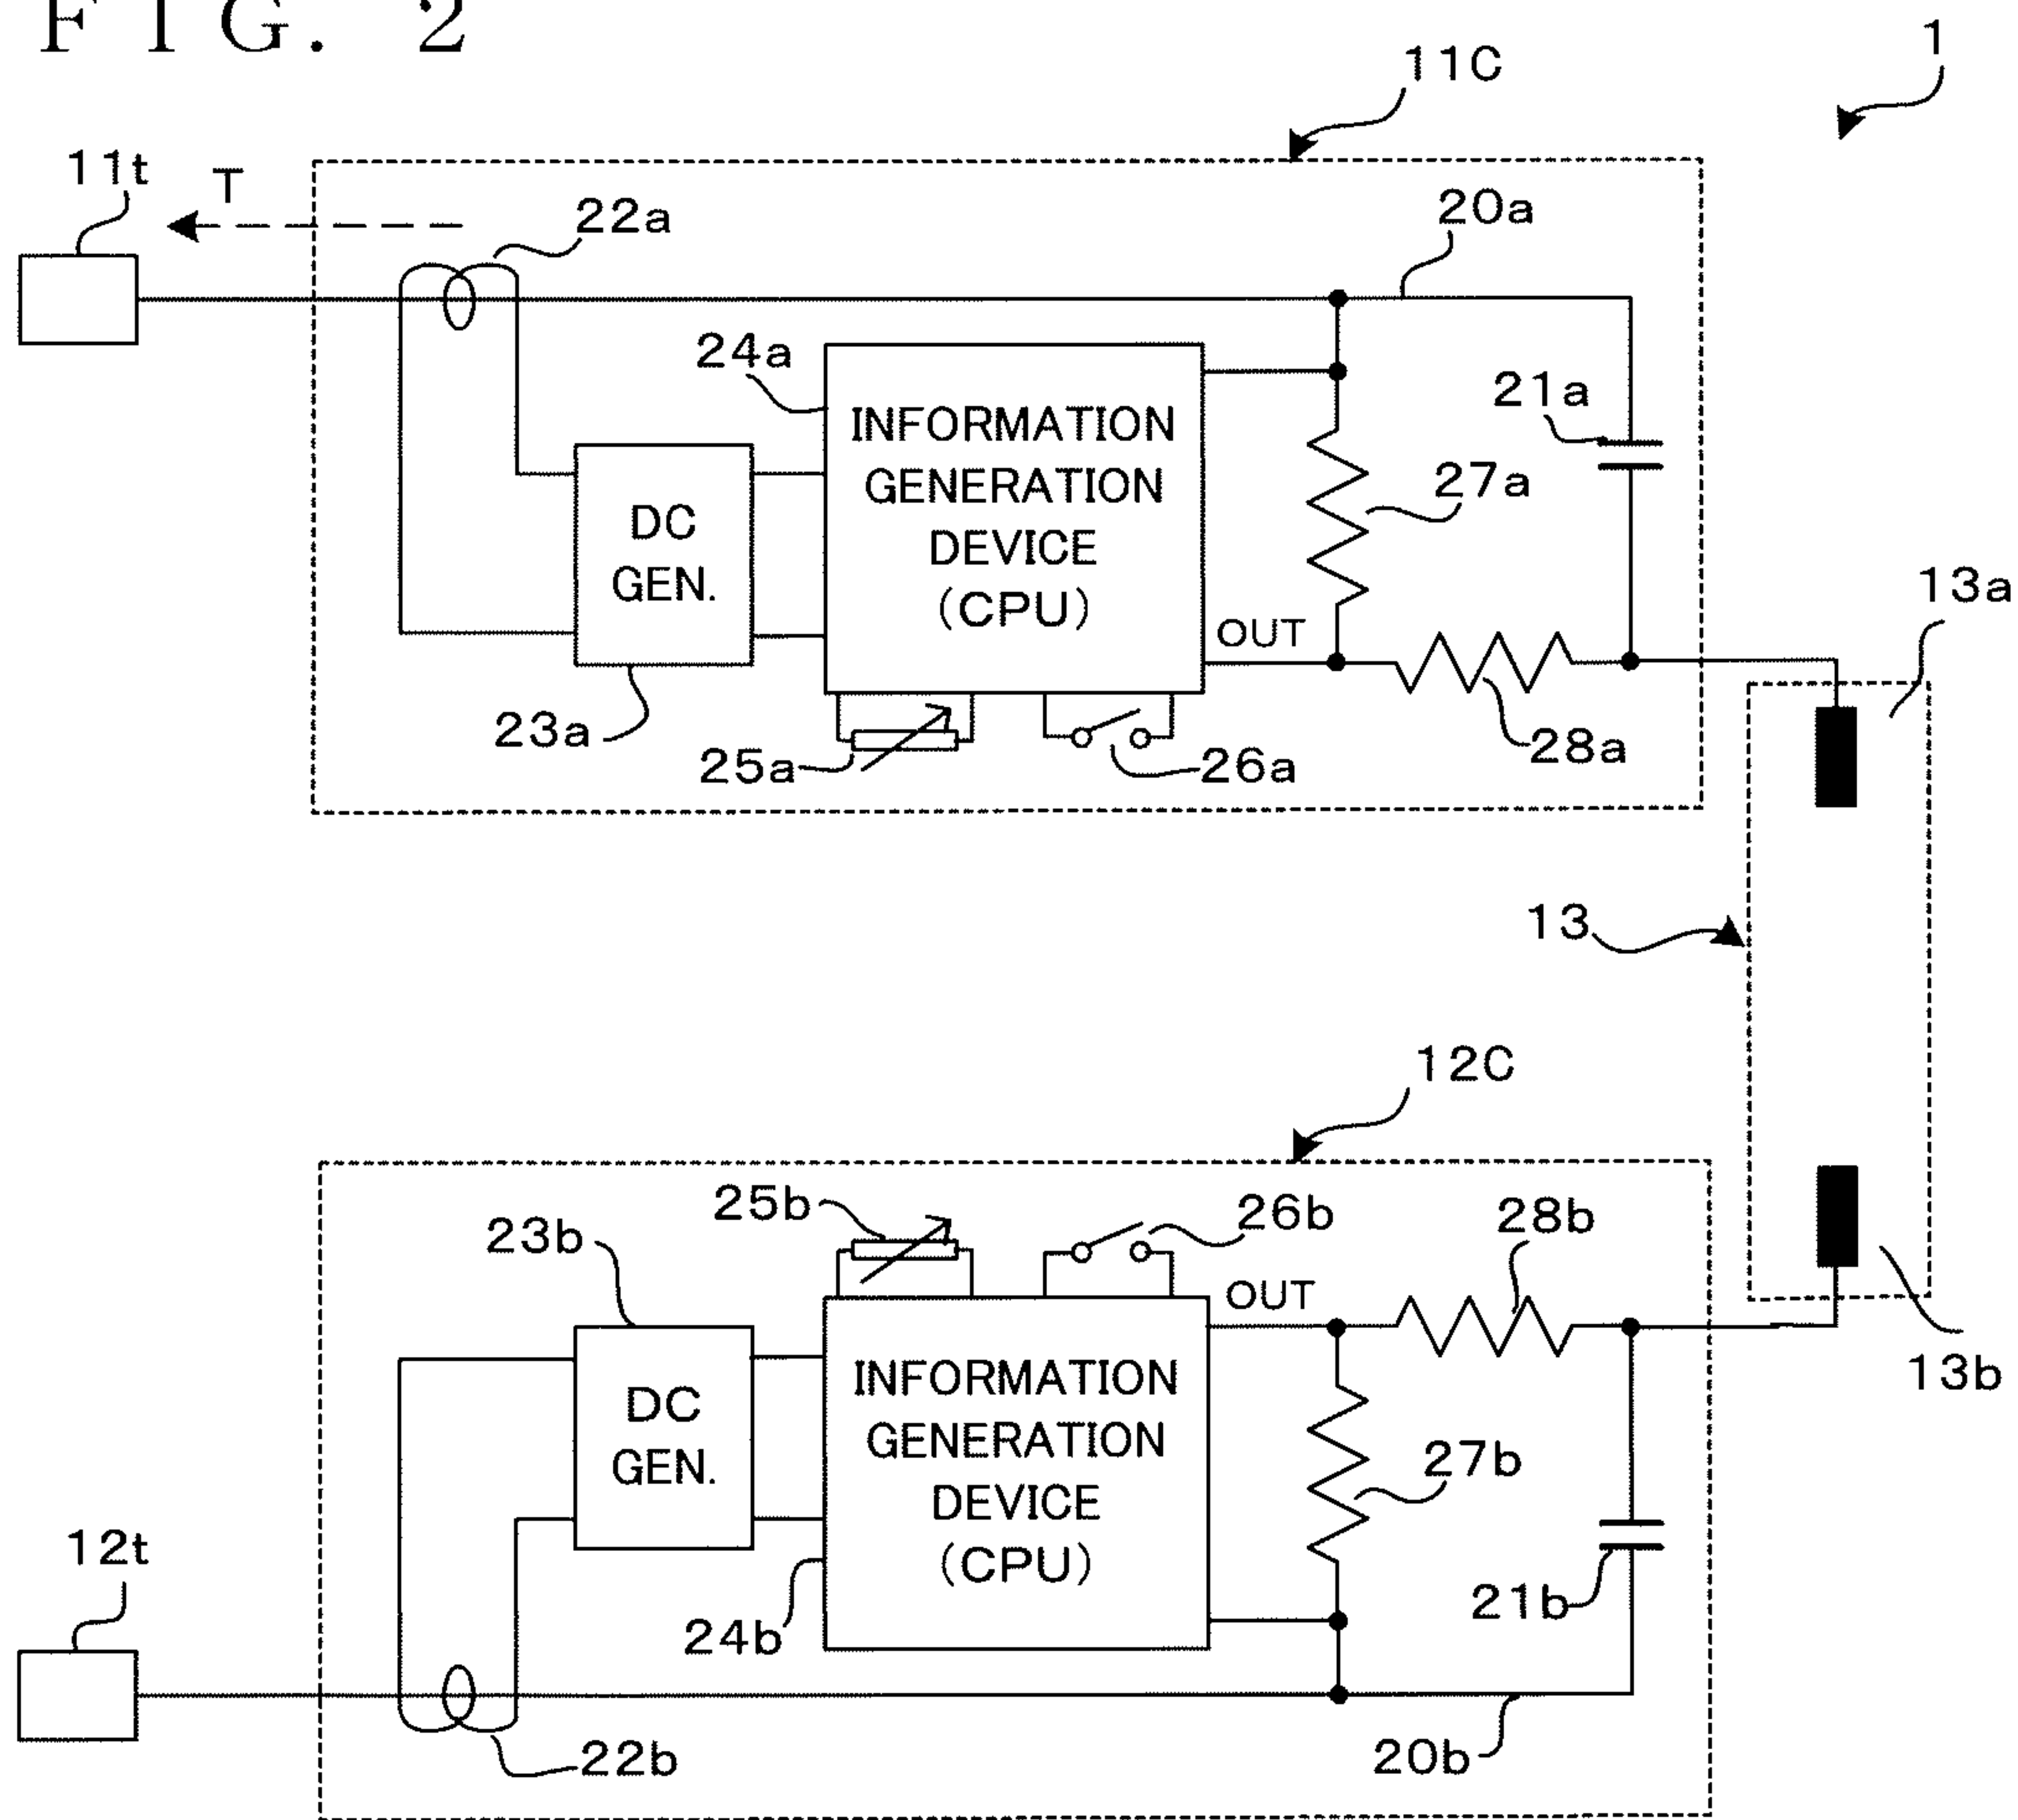 FIG. 2
11C
1
11t
T
22a
20a
24a
21a
INFORMATION
GENERATION
DEVICE
(CPU)
27a
DC
GEN.
13a
OUT
23a
25a
26a
28a
13
12C
25b
26b
28b
23b
OUT
13b
INFORMATION
GENERATION
DEVICE
(CPU)
DC
GEN.
27b
12t
21b
24b
22b
20b